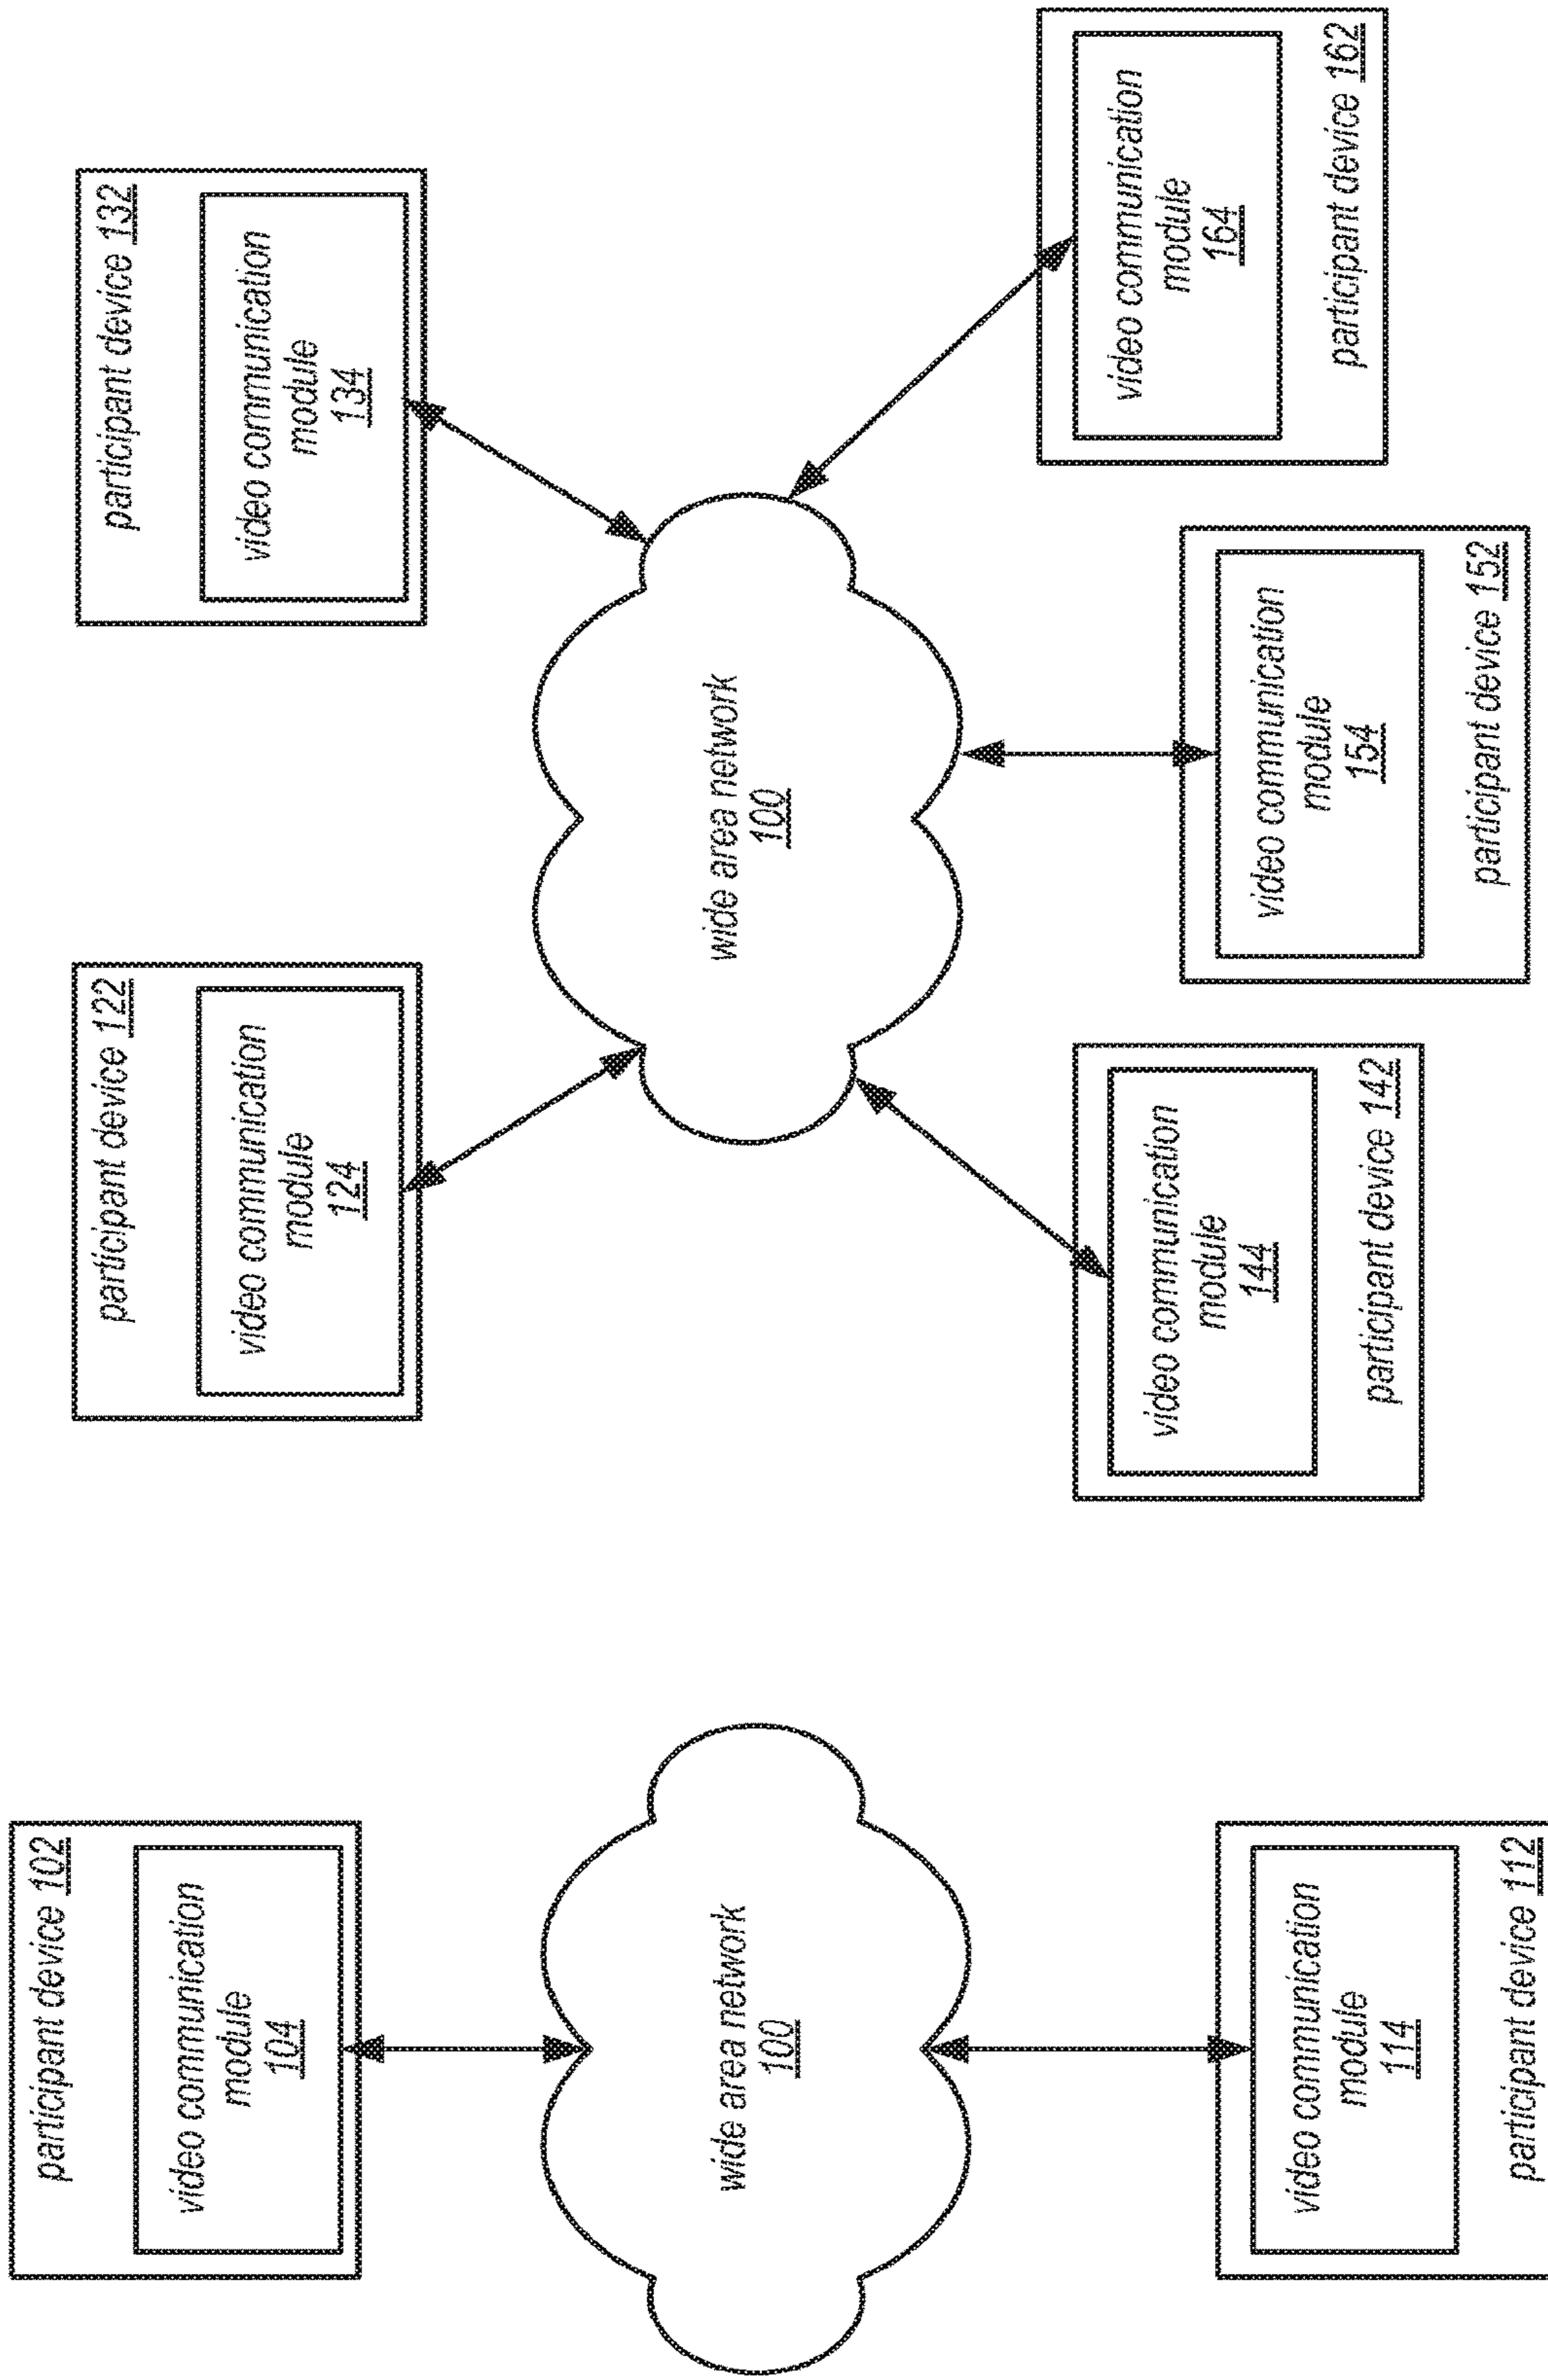 participant device 102
video communication
module
104
wide area network
100
video communication
module
114
participant device 112
participant device 122
video communication
module
124
participant device 132
video communication
module
134
wide area network
100
video communication
module
144
participant device 142
video communication
module
154
participant device 152
video communication
module
164
participant device 162